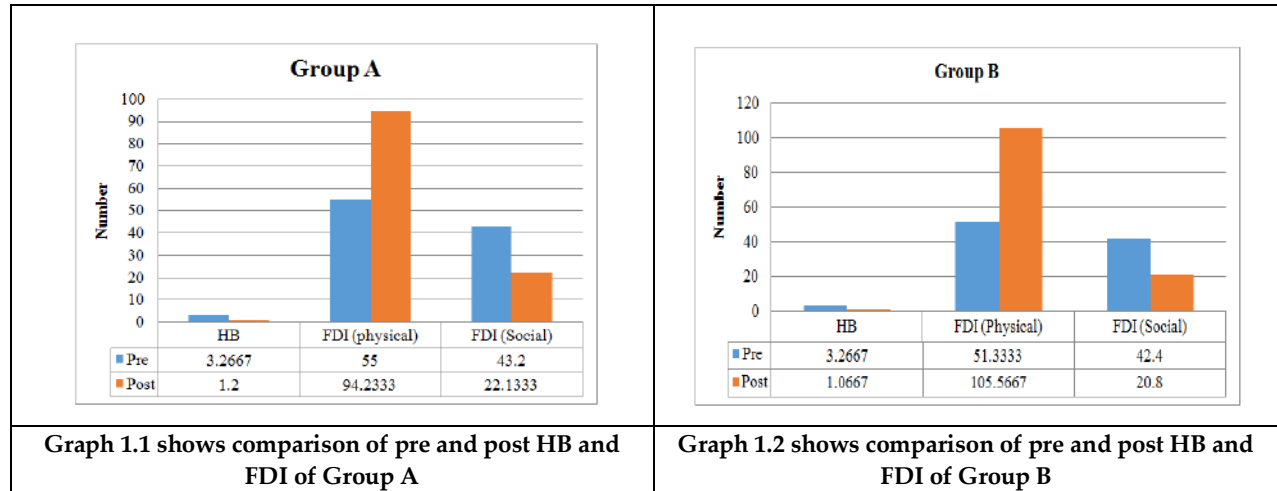 Group A
Number
100
90
80
70
60
50
40
30
20
10
0
HB FDI (physical) FDI (Social)
Pre 3.2667 55 43.2
Post 1.2 94.2333 22.1333
Graph 1.1 shows comparison of pre and post HB and
FDI of Group A
Group B
Number
120
100
80
60
40
20
0
HB FDI (Physical) FDI (Social)
Pre 3.2667 51.3333 42.4
Post 1.0667 105.5667 20.8
Graph 1.2 shows comparison of pre and post HB and
FDI of Group B